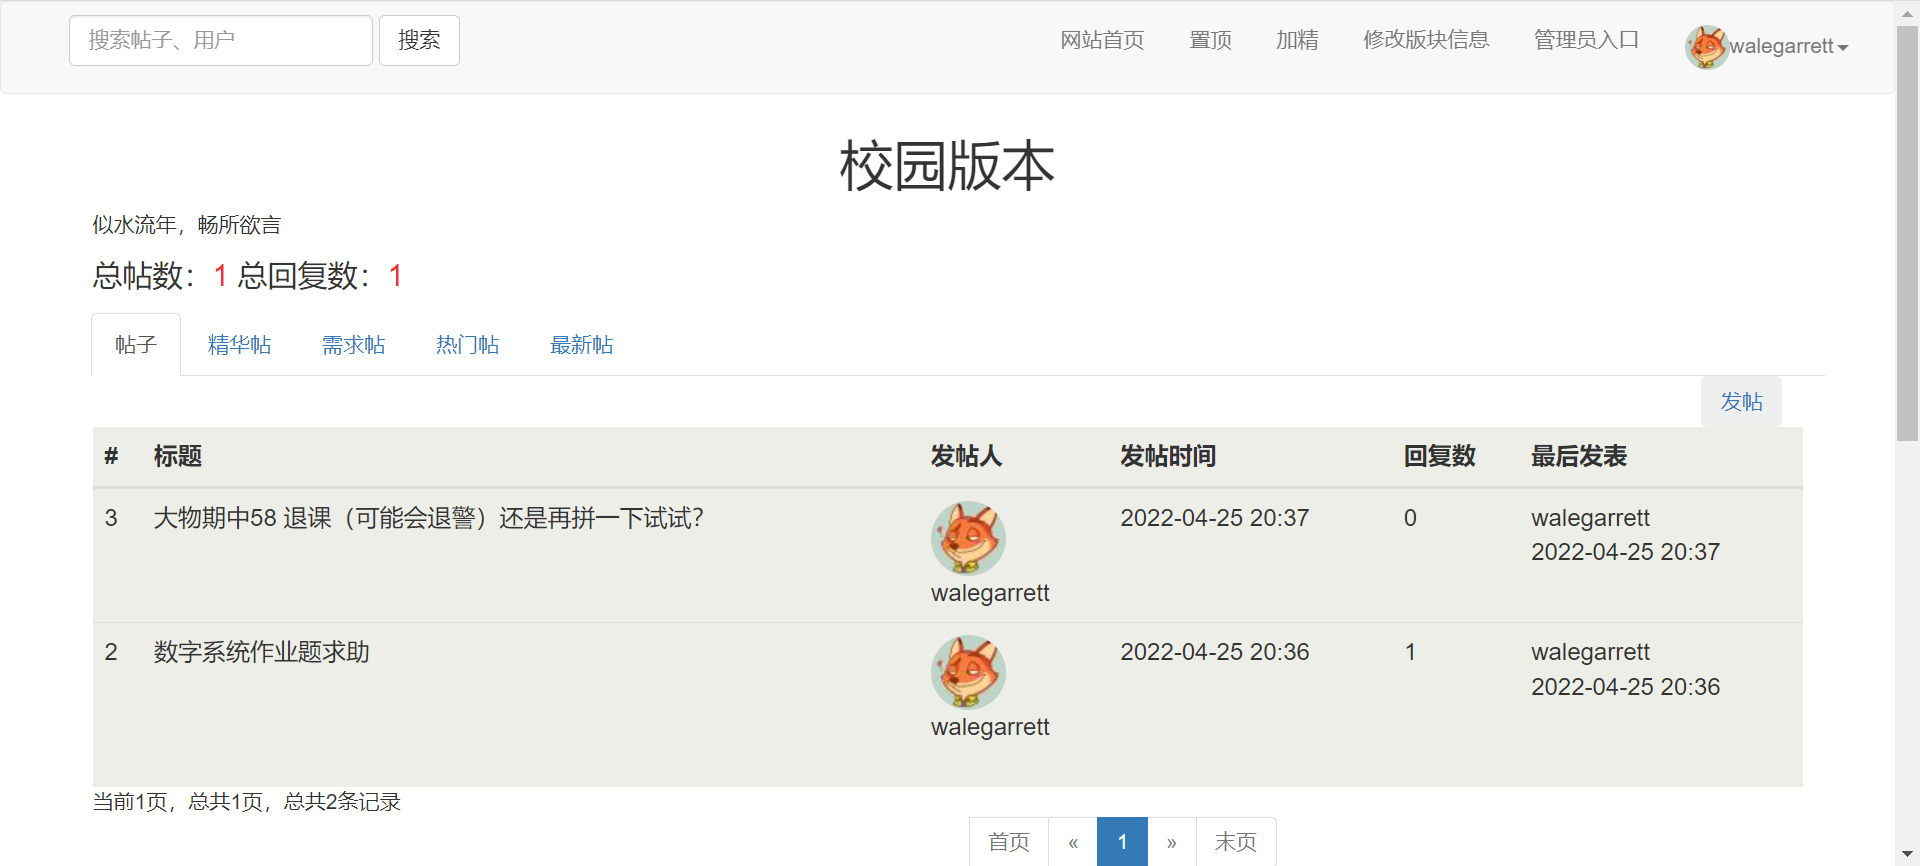 搜索帖子、用户 搜索 网站首页 置顶 加精 修改版块信息 管理员入口 walegarrett
校园版本
似水流年，畅所欲言
总帖数：1 总回复数：1
帖子 精华帖 需求帖 热门帖 最新帖
发帖
# 标题 发帖人 发帖时间 回复数 最后发表
3 大物期中58 退课（可能会退警）还是再拼一下试试？ 2022-04-25 20:37 0 walegarrett
2022-04-25 20:37
walegarrett
2 数字系统作业题求助 2022-04-25 20:36 1 walegarrett
2022-04-25 20:36
walegarrett
当前1页，总共1页，总共2条记录
首页 « 1 » 末页